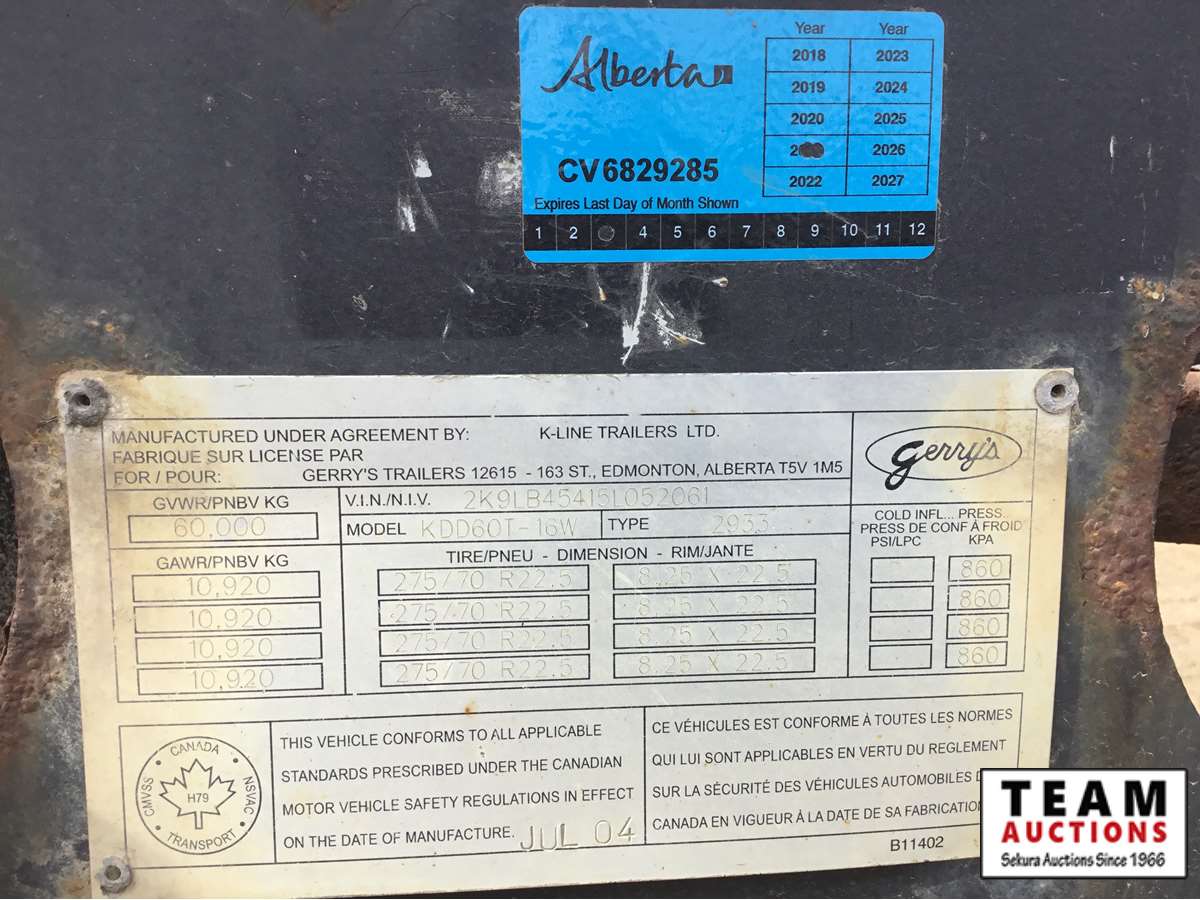 Alberta
Year Year
2018 2023
2019 2024
2020 2025
2026
2022 2027
CV6829285
Expires Last Day of Month Shown
1 2 4 5 6 7 8 9 10 11 12
MANUFACTURED UNDER AGREEMENT BY: K-LINE TRAILERS LTD.
FABRIQUE SUR LICENSE PAR
FOR / POUR: GERRY'S TRAILERS 12615 - 163 ST., EDMONTON, ALBERTA T5V 1M5
Gerry's
GVWR/PNBV KG
60,000
V.I.N./N.I.V. 2K9LB45415L052061
MODEL KDD60T-16W TYPE 2933
COLD INFL... PRESS.
PRESS DE CONF À FROID
PSI/LPC KPA
GAWR/PNBV KG
TIRE/PNEU - DIMENSION - RIM/JANTE
10,920 275/70 R22.5 8.25 X 22.5 860
10,920 275/70 R22.5 8.25 X 22.5 860
10,920 275/70 R22.5 8.25 X 22.5 860
10,920 275/70 R22.5 8.25 X 22.5 860
CANADA
CMVSS
H79
NSVAC
TRANSPORT
THIS VEHICLE CONFORMS TO ALL APPLICABLE
STANDARDS PRESCRIBED UNDER THE CANADIAN
MOTOR VEHICLE SAFETY REGULATIONS IN EFFECT
ON THE DATE OF MANUFACTURE. JUL 04
CE VÉHICULES EST CONFORME À TOUTES LES NORMES
QUI LUI SONT APPLICABLES EN VERTU DU REGLEMENT
SUR LA SÉCURITÉ DES VÉHICULES AUTOMOBILES
CANADA EN VIGUEUR À LA DATE DE SA FABRICATION
B11402
TEAM
AUCTIONS
Sekura Auctions Since 1966